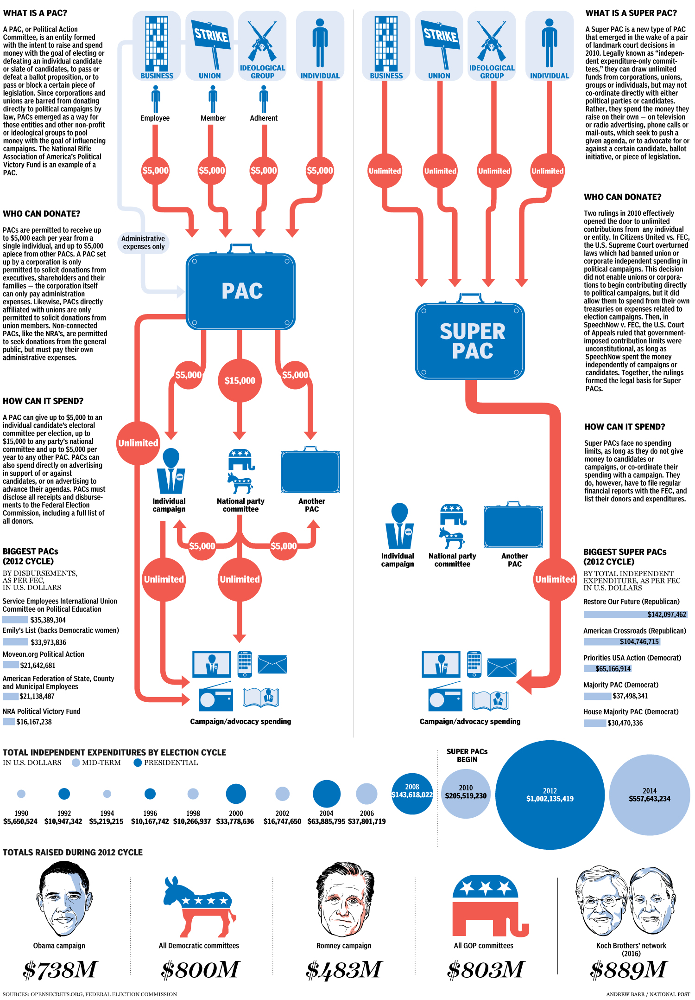 WHAT IS A PAC?
A PAC, or Political Action
Committee, is an entity formed
with the intent to raise and spend
money with the goal of electing or
defeating an individual candidate
or slate of candidates, to pass or
defeat a ballot proposition, or to
pass or block a certain piece of
legislation. Since corporations and
unions are barred from donating
directly to political campaigns by
law, PACs emerged as a way for
those entities and other non-profit
or ideological groups to pool
money with the goal of influencing
campaigns. The National Rifle
Association of America's Political
Victory Fund is an example of a
PAC.
WHO CAN DONATE?
PACs are permitted to receive up
to $5,000 each per year from a
single individual, and up to $5,000
apiece from other PACs. A PAC set
up by a corporation is only
permitted to solicit donations from
executives, shareholders and their
families — the corporation itself
can only pay administration
expenses. Likewise, PACs directly
affiliated with unions are only
permitted to solicit donations from
union members. Non-connected
PACs, like the NRA's, are permitted
to seek donations from the general
public, but must pay their own
administrative expenses.
HOW CAN IT SPEND?
A PAC can give up to $5,000 to an
individual candidate's electoral
committee per election, up to
$15,000 to any party's national
committee and up to $5,000 per
year to any other PAC. PACs can
also spend directly on advertising
in support of or against
candidates, or on advertising to
advance their agendas. PACs must
disclose all receipts and disburse-
ments to the Federal Election
Commission, including a full list of
all donors.
BIGGEST PACs
(2012 CYCLE)
BY DISBURSEMENTS,
AS PER FEC,
IN U.S. DOLLARS
Service Employees International Union
Committee on Political Education
$35,389,304
Emily's List (backs Democratic women)
$33,973,836
Moveon.org Political Action
$21,642,681
American Federation of State, County
and Municipal Employees
$21,138,487
NRA Political Victory Fund
$16,167,238
STRIKE
BUSINESS
UNION
IDEOLOGICAL
GROUP
INDIVIDUAL
Employee
Member
Adherent
$5,000
$5,000
$5,000
$5,000
Administrative
expenses only
PAC
$5,000
$15,000
$5,000
Unlimited
VOTE
Individual
campaign
National party
committee
Another
PAC
$5,000
$5,000
Unlimited
Unlimited
Campaign/advocacy spending
STRIKE
BUSINESS
UNION
IDEOLOGICAL
GROUP
INDIVIDUAL
Unlimited
Unlimited
Unlimited
Unlimited
SUPER
PAC
VOTE
Individual
campaign
National party
committee
Another
PAC
Unlimited
Campaign/advocacy spending
WHAT IS A SUPER PAC?
A Super PAC is a new type of PAC
that emerged in the wake of a pair
of landmark court decisions in
2010. Legally known as “indepen-
dent expenditure-only commit-
tees,” they can draw unlimited
funds from corporations, unions,
groups or individuals, but may not
co-ordinate directly with either
political parties or candidates.
Rather, they spend the money they
raise on their own — on television
or radio advertising, phone calls or
mail-outs, which seek to push a
given agenda, or to advocate for or
against a certain candidate, ballot
initiative, or piece of legislation.
WHO CAN DONATE?
Two rulings in 2010 effectively
opened the door to unlimited
contributions from any individual
or entity. In Citizens United vs. FEC,
the U.S. Supreme Court overturned
laws which had banned union or
corporate independent spending in
political campaigns. This decision
did not enable unions or corpora-
tions to begin contributing directly
to political campaigns, but it did
allow them to spend from their own
treasuries on expenses related to
election campaigns. Then, in
SpeechNow v. FEC, the U.S. Court
of Appeals ruled that government-
imposed contribution limits were
unconstitutional, as long as
SpeechNow spent the money
independently of campaigns or
candidates. Together, the rulings
formed the legal basis for Super
PACs.
HOW CAN IT SPEND?
Super PACs face no spending
limits, as long as they do not give
money to candidates or
campaigns, or co-ordinate their
spending with a campaign. They
do, however, have to file regular
financial reports with the FEC, and
list their donors and expenditures.
BIGGEST SUPER PACs
(2012 CYCLE)
BY TOTAL INDEPENDENT
EXPENDITURE, AS PER FEC
IN U.S. DOLLARS
Restore Our Future (Republican)
$142,097,462
American Crossroads (Republican)
$104,746,715
Priorities USA Action (Democrat)
$65,166,914
Majority PAC (Democrat)
$37,498,341
House Majority PAC (Democrat)
$30,470,336
TOTAL INDEPENDENT EXPENDITURES BY ELECTION CYCLE
IN U.S. DOLLARS MID-TERM PRESIDENTIAL
SUPER PACs
BEGIN
1990
$5,650,524
1992
$10,947,342
1994
$5,219,215
1996
$10,167,742
1998
$10,266,937
2000
$33,778,636
2002
$16,747,650
2004
$63,885,795
2006
$37,801,719
2008
$143,618,022
2010
$205,519,230
2012
$1,002,135,419
2014
$557,643,234
TOTALS RAISED DURING 2012 CYCLE
Obama campaign
$738M
All Democratic committees
$800M
Romney campaign
$483M
All GOP committees
$803M
Koch Brothers' network
(2016)
$889M
SOURCES: OPENSECRETS.ORG, FEDERAL ELECTION COMMISSION
ANDREW BARR / NATIONAL POST